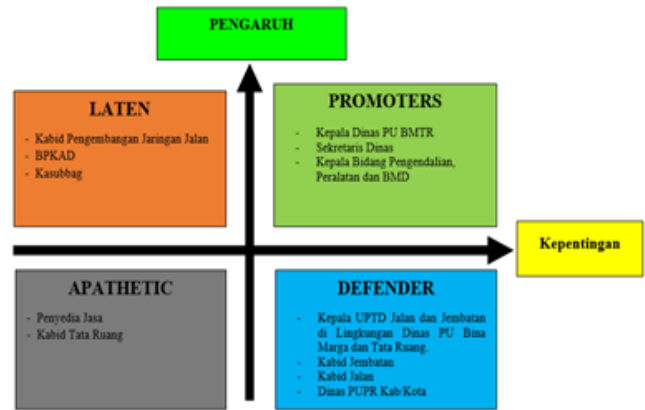 PENGARUH
LATEN
- Kabid Pengembangan Jaringan Jalan
- BPKAD
- Kasubbag
PROMOTERS
- Kepala Dinas PU BMTR
- Sekretaris Dinas
- Kepala Bidang Pengendalian,
Peralatan dan BMD
Kepentingan
APATHETIC
- Penyedia Jasa
- Kabid Tata Ruang
DEFENDER
- Kepala UPTD Jalan dan Jembatan
di Lingkungan Dinas PU Bina
Marga dan Tata Ruang.
- Kabid Jembatan
- Kabid Jalan
- Dinas PUPR Kab/Kota